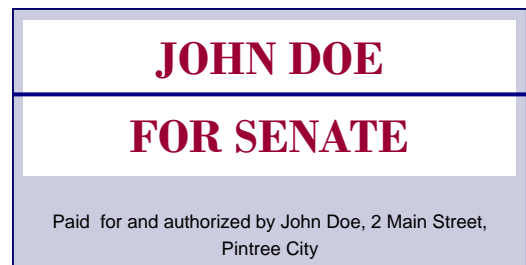 JOHN DOE
FOR SENATE
Paid for and authorized by John Doe, 2 Main Street,
Pintree City